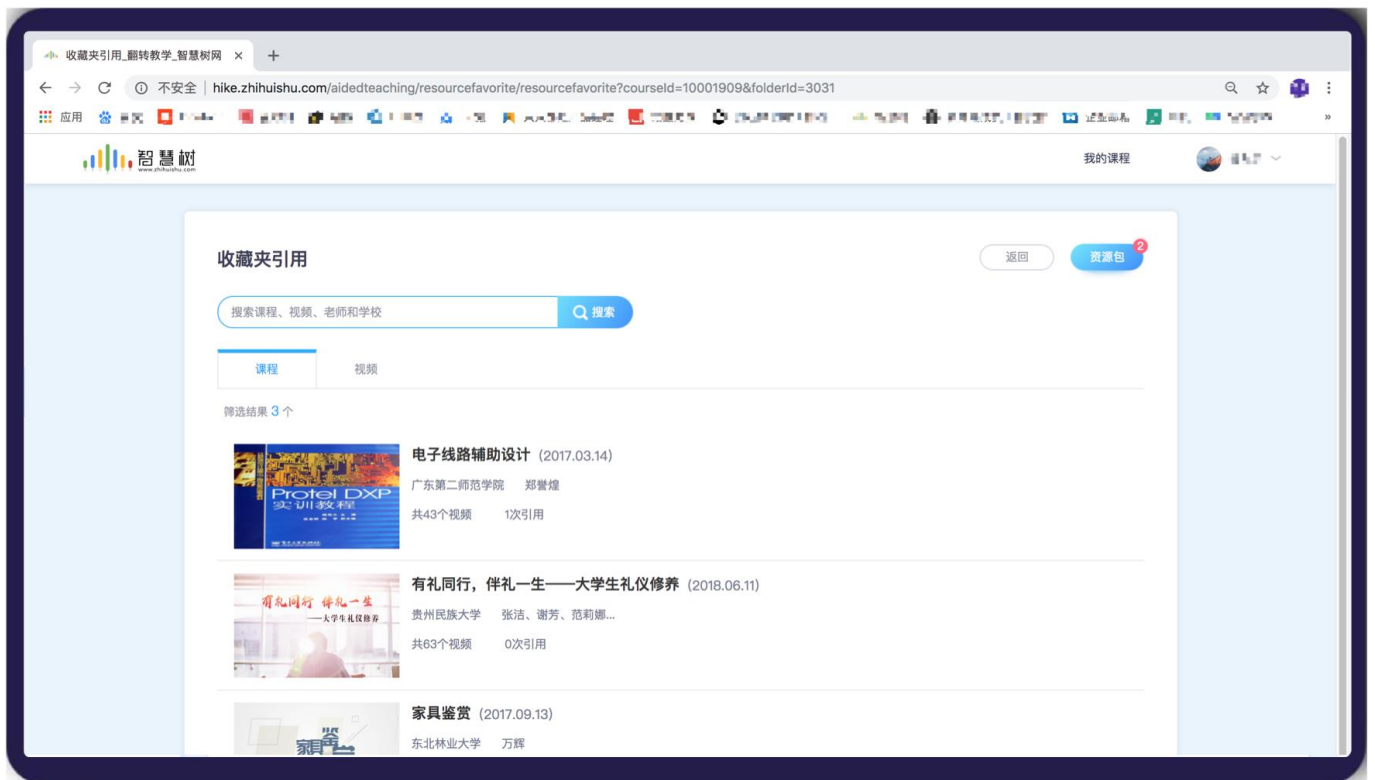 收藏夹引用_翻转教学_智慧树网
不安全 | hike.zhihuishu.com/aidedteaching/resourcefavorite/resourcefavorite?courseId=10001909&folderId=3031
应用
智慧树
www.zhihuishu.com
我的课程
收藏夹引用
返回
资源包
2
搜索课程、视频、老师和学校
搜索
课程 视频
筛选结果 3 个
Protel DXP
实训教程
电子线路辅助设计 (2017.03.14)
广东第二师范学院 郑誉煌
共43个视频 1次引用
有礼同行 伴礼一生
——大学生礼仪修养
有礼同行，伴礼一生——大学生礼仪修养 (2018.06.11)
贵州民族大学 张洁、谢芳、范莉娜...
共63个视频 0次引用
家具鉴赏 (2017.09.13)
东北林业大学 万辉